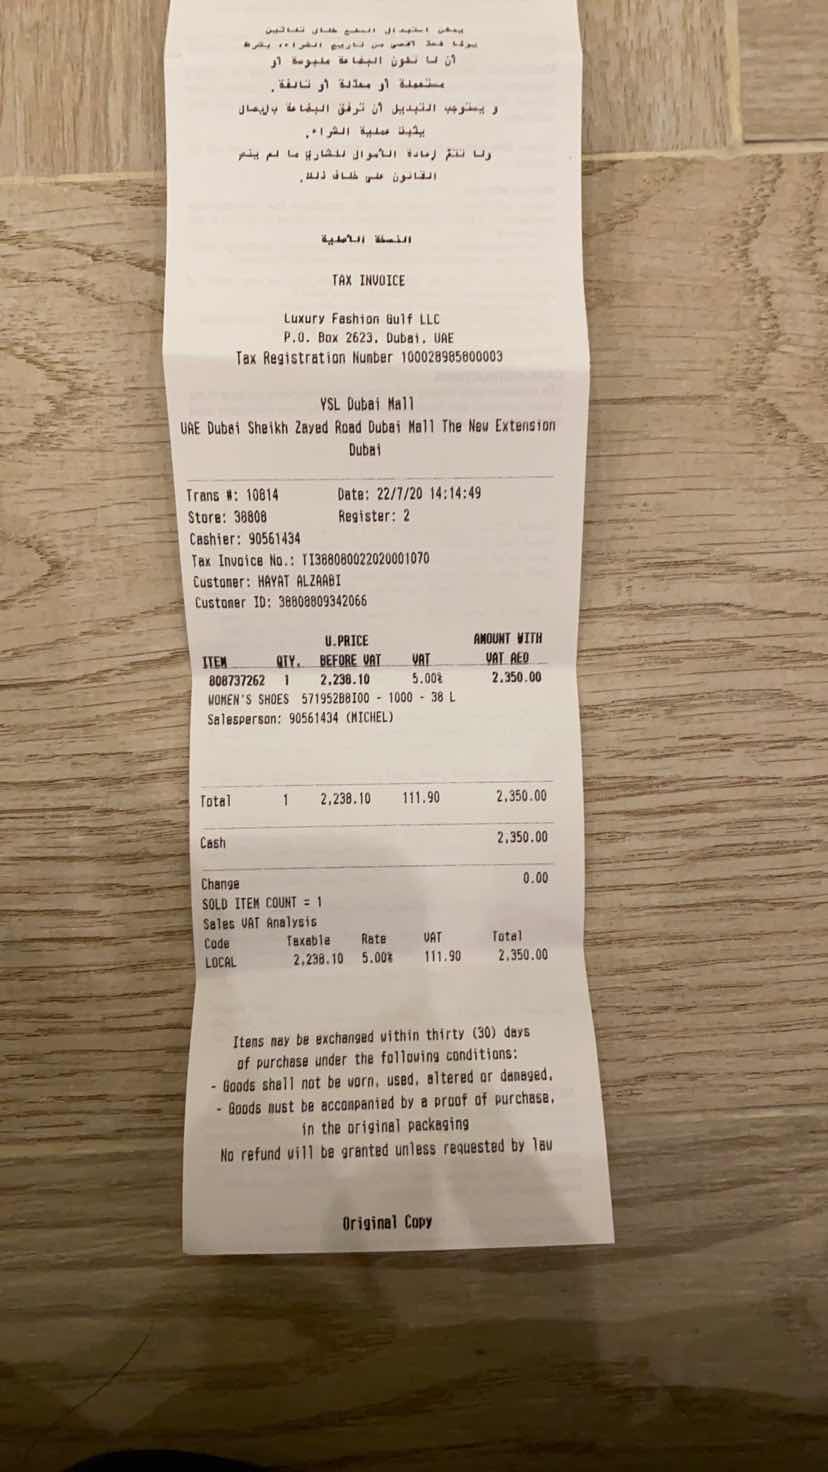 يمكن استبدال السلع خلال ثلاثين
يوما كحد أقصى من تاريخ الشراء، بشرط
أن لا تكون البضاعة ملبوسة أو
مستعملة أو معدّلة أو تالفة.
و يستوجب التبديل أن ترفق البضاعة بإيصال
يثبت عملية الشراء.
ولا تتمّ إعادة الأموال للشاري ما لم ينص
القانون على خلاف ذلك.
النسخة الأصلية
TAX INVOICE
Luxury Fashion Gulf LLC
P.O. Box 2623, Dubai, UAE
Tax Registration Number 100028985800003
YSL Dubai Mall
UAE Dubai Sheikh Zayed Road Dubai Mall The New Extension
Dubai
Trans #: 10814 Date: 22/7/20 14:14:49
Store: 38808 Register: 2
Cashier: 90561434
Tax Invoice No.: TI388080022020001070
Customer: HAYAT ALZAABI
Customer ID: 38808809342066
U.PRICE AMOUNT WITH
ITEM QTY. BEFORE VAT VAT VAT AED
808737262 1 2,238.10 5.00% 2,350.00
WOMEN'S SHOES 571952B8I00 - 1000 - 38 L
Salesperson: 90561434 (MICHEL)
Total 1 2,238.10 111.90 2,350.00
Cash 2,350.00
Change 0.00
SOLD ITEM COUNT = 1
Sales VAT Analysis
Code Taxable Rate VAT Total
LOCAL 2,238.10 5.00% 111.90 2,350.00
Items may be exchanged within thirty (30) days
of purchase under the following conditions:
- Goods shall not be worn, used, altered or damaged,
- Goods must be accompanied by a proof of purchase,
in the original packaging
No refund will be granted unless requested by law
Original Copy